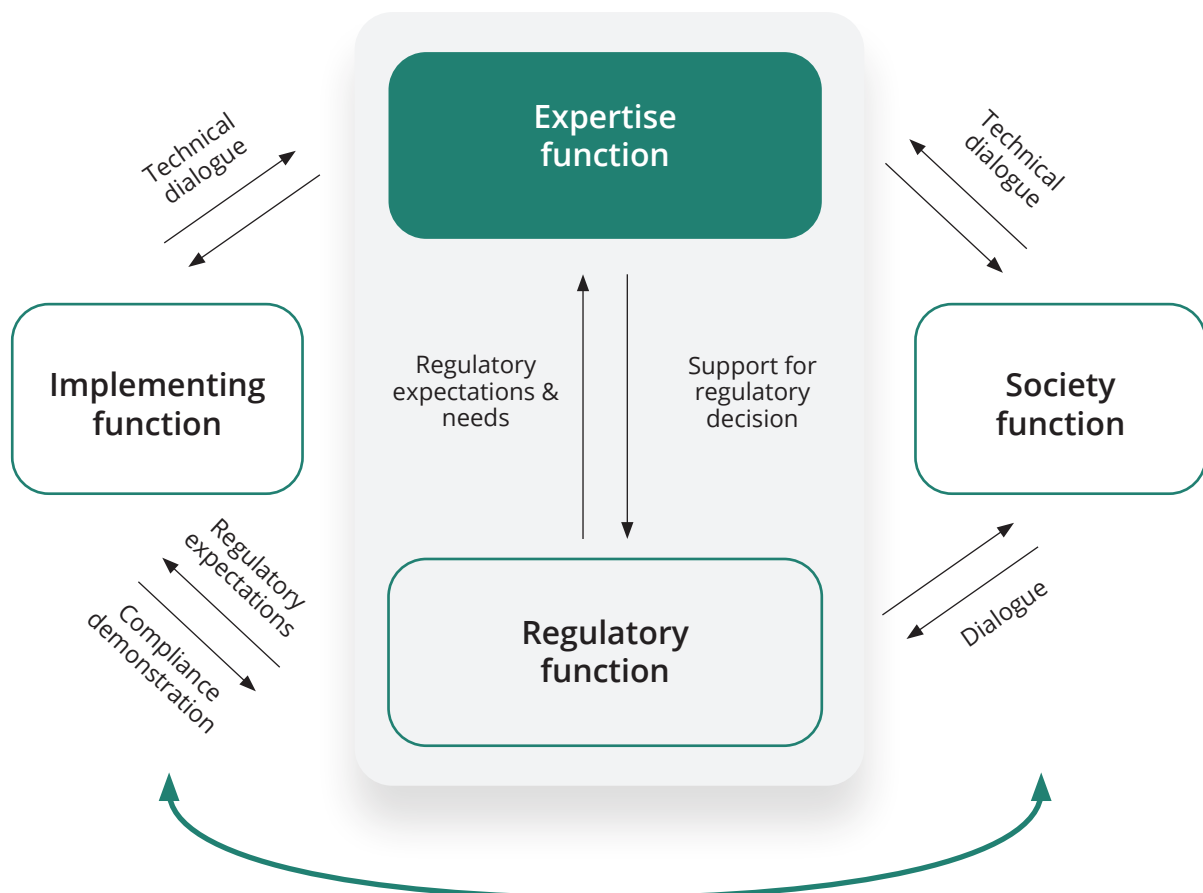 Expertise
function
Technical
dialogue
Technical
dialogue
Implementing
function
Regulatory
expectations &
needs
Support for
regulatory
decision
Society
function
Regulatory
expectations
Compliance
demonstration
Regulatory
function
Dialogue